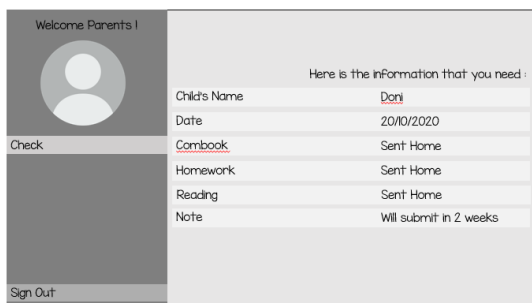 Welcome Parents !
Here is the information that you need :
Child's Name Doni
Date 20/10/2020
Check
Combook Sent Home
Homework Sent Home
Reading Sent Home
Note Will submit in 2 weeks
Sign Out